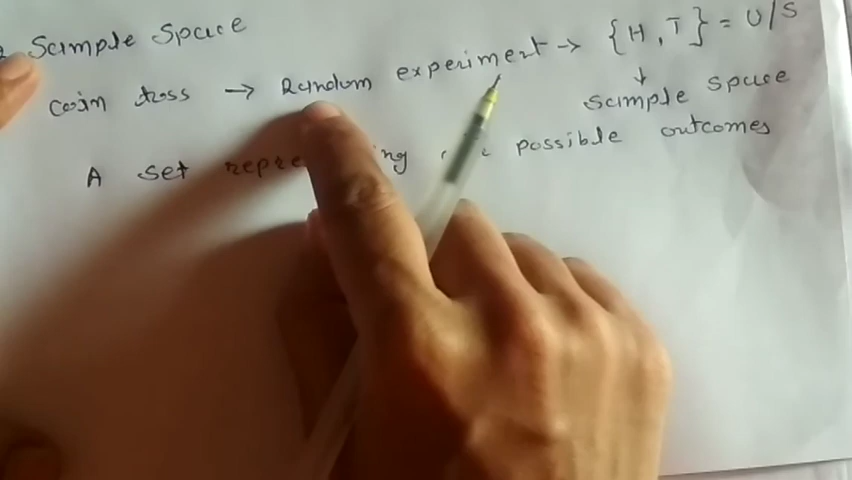 Sample Space
coin toss → Random experiment → {H, T} = U/S
↓
sample space
A set possible outcomes